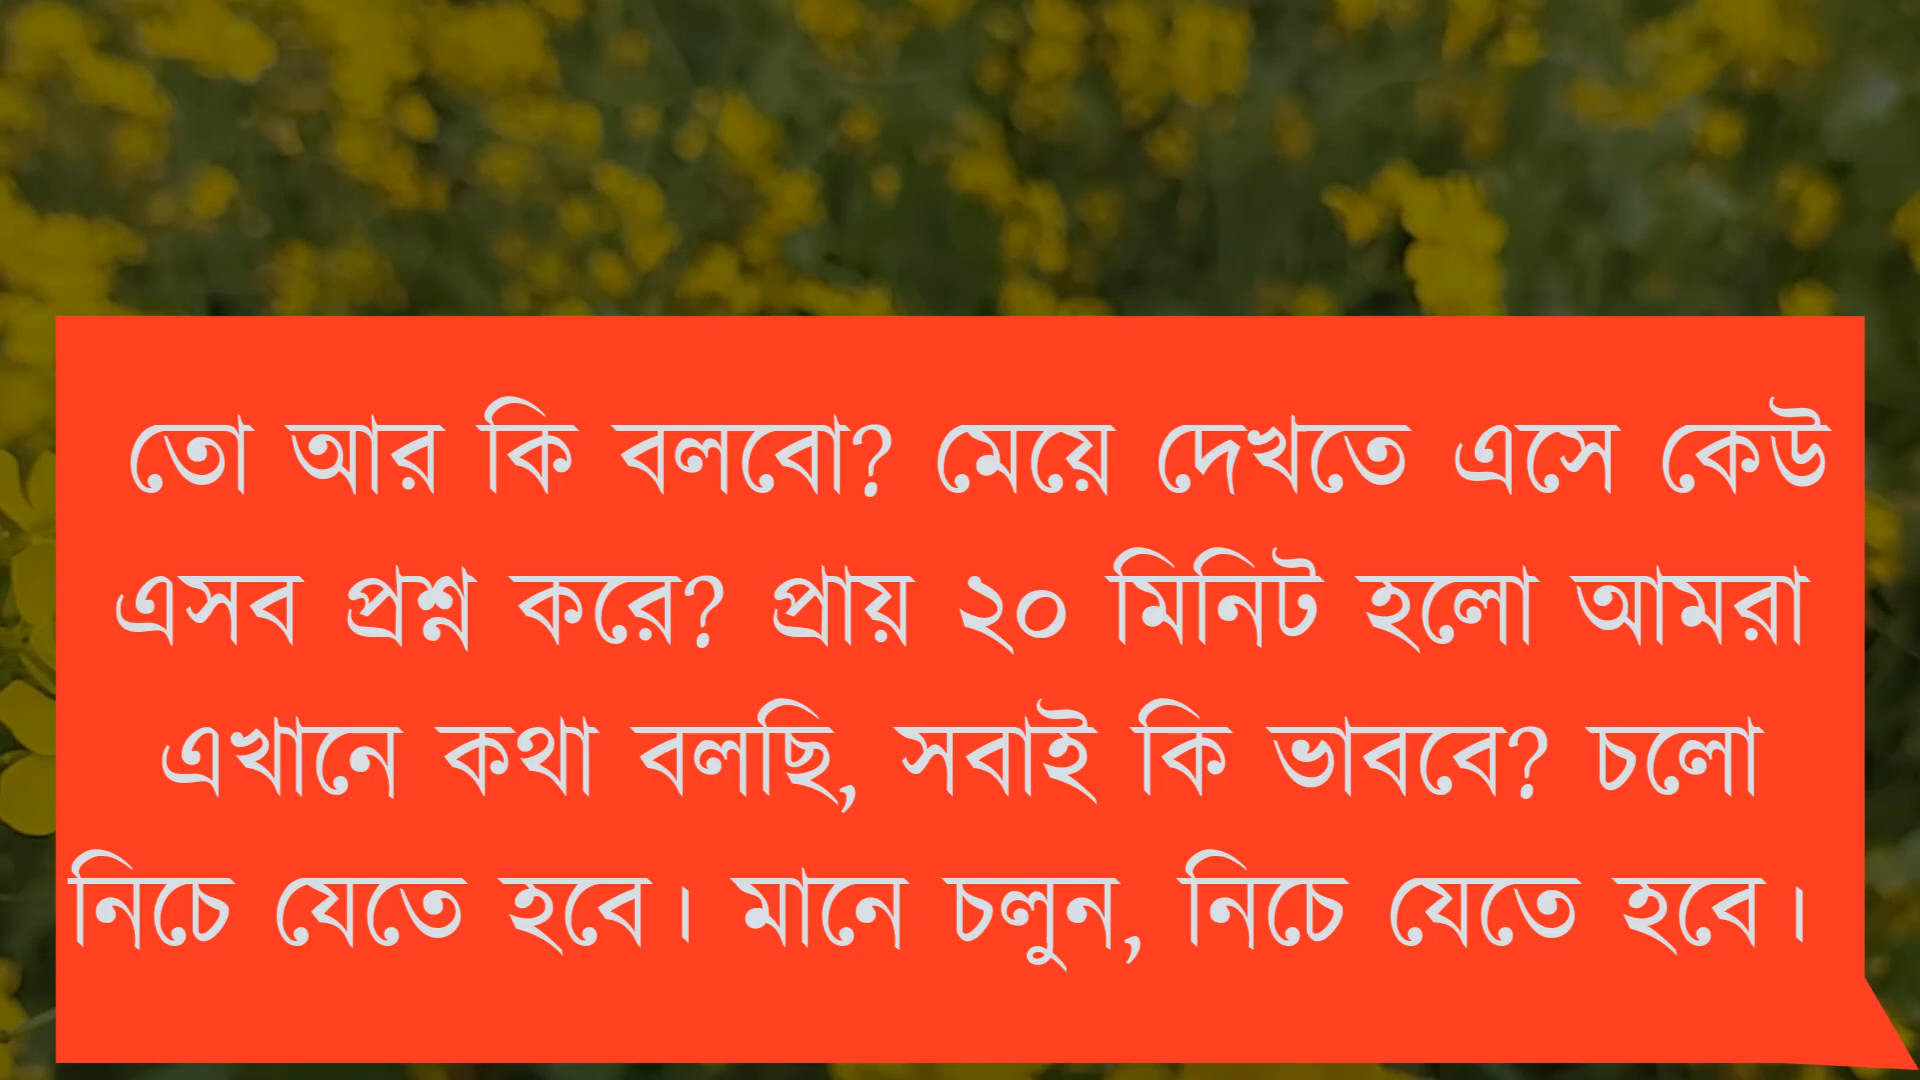 তো আর কি বলবো? মেয়ে দেখতে এসে কেউ
এসব প্রশ্ন করে? প্রায় ২০ মিনিট হলো আমরা
এখানে কথা বলছি, সবাই কি ভাববে? চলো
নিচে যেতে হবে। মানে চলুন, নিচে যেতে হবে।